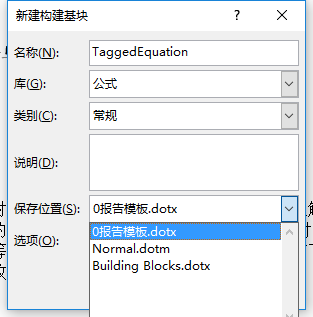 新建构建基块
?
×
名称(N):
TaggedEquation
库(G):
公式
类别(C):
常规
说明(D):
保存位置(S):
0报告模板.dotx
选项(O):
0报告模板.dotx
Normal.dotm
Building Blocks.dotx